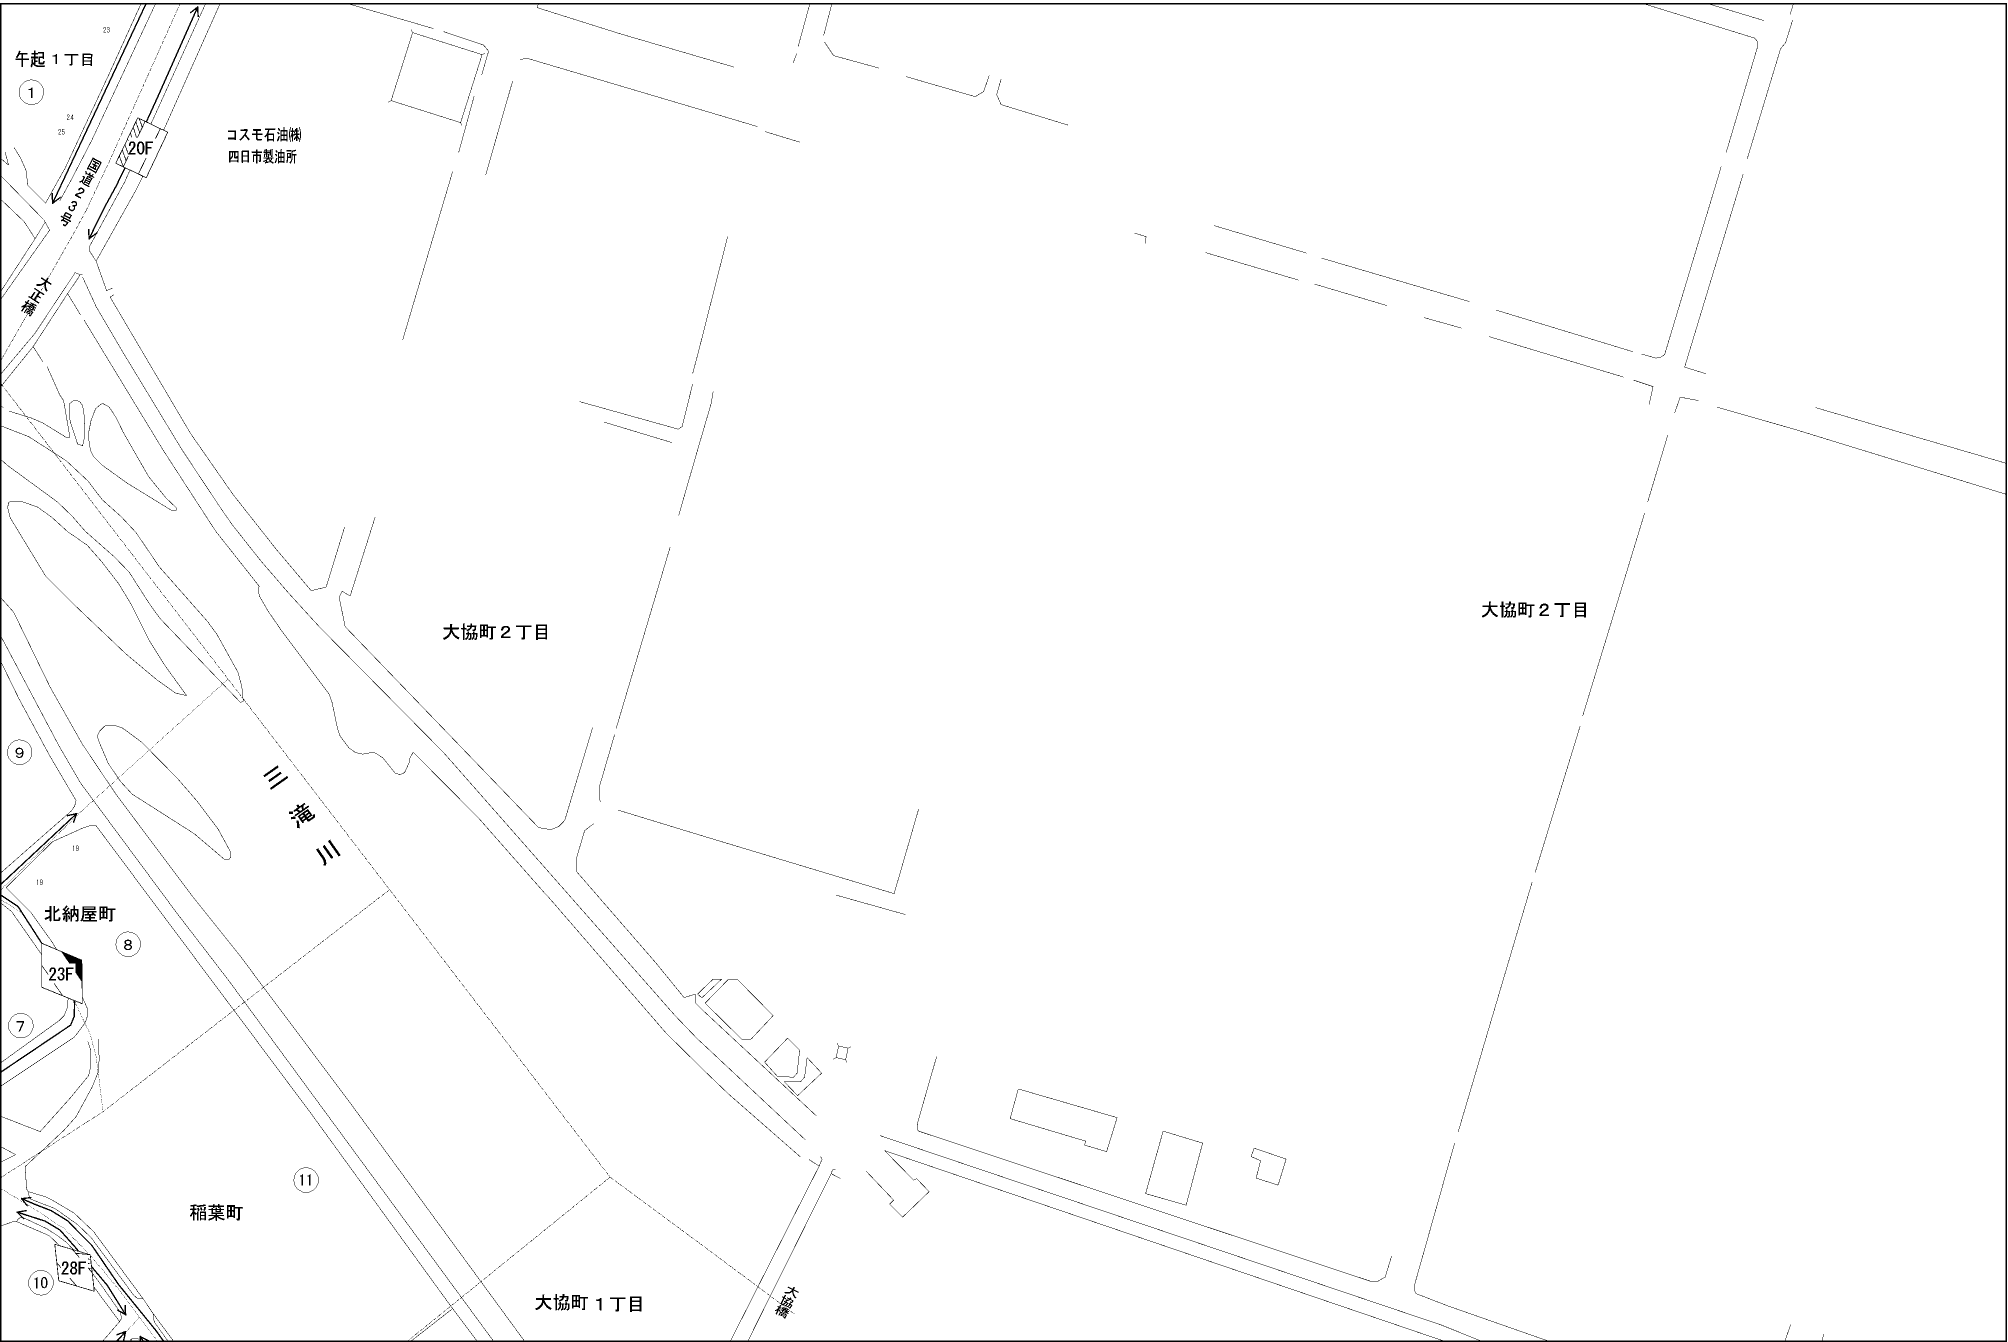 23
午起1丁目
1
24
25
20F
コスモ石油㈱
四日市製油所
国道23号
大正橋
大協町2丁目
大協町2丁目
9
三滝川
19
19
北納屋町
8
23F
7
11
稲葉町
28F
10
大協町1丁目
大協橋